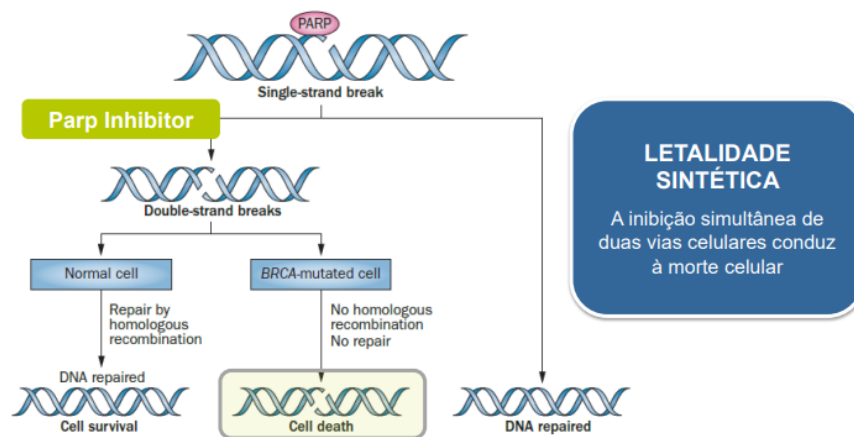 PARP
Single-strand break
Parp Inhibitor
Double-strand breaks
Normal cell
BRCA-mutated cell
Repair by
homologous
recombination
No homologous
recombination
No repair
DNA repaired
Cell survival
Cell death
DNA repaired
LETALIDADE
SINTÉTICA
A inibição simultânea de
duas vias celulares conduz
à morte celular